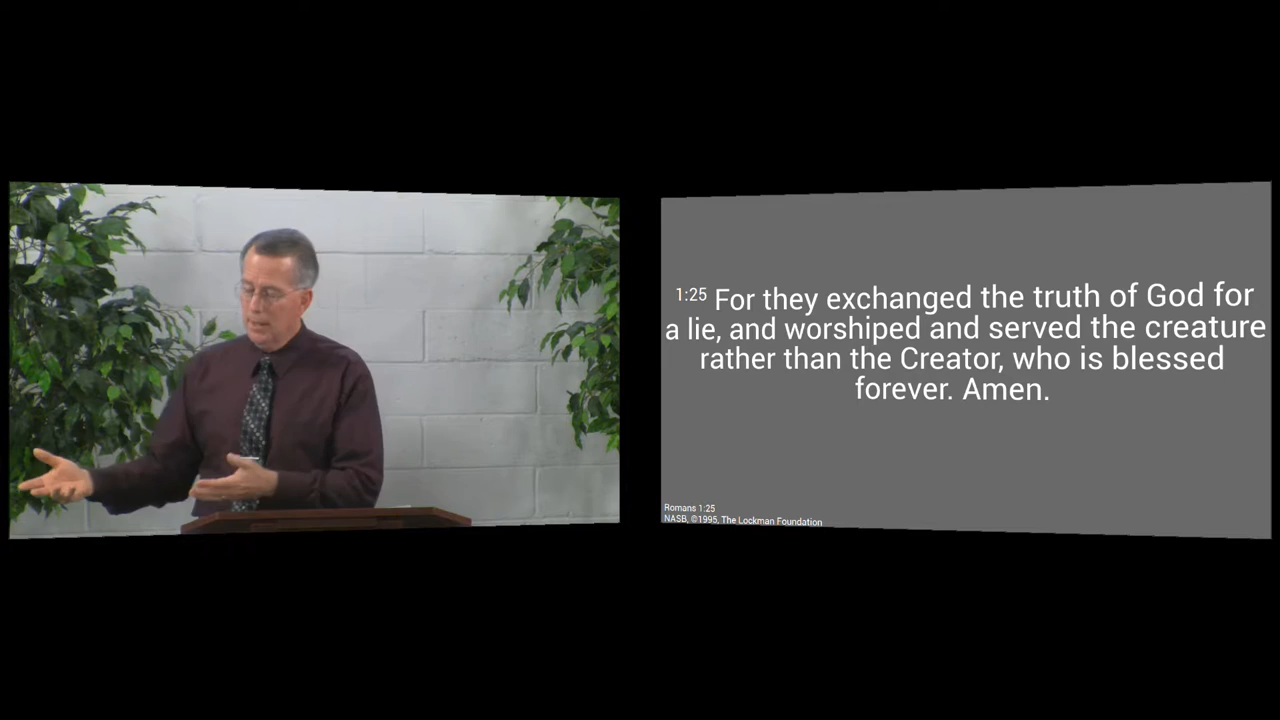 1:25 For they exchanged the truth of God for
a lie, and worshiped and served the creature
rather than the Creator, who is blessed
forever. Amen.
Romans 1:25
NASB, ©1995, The Lockman Foundation